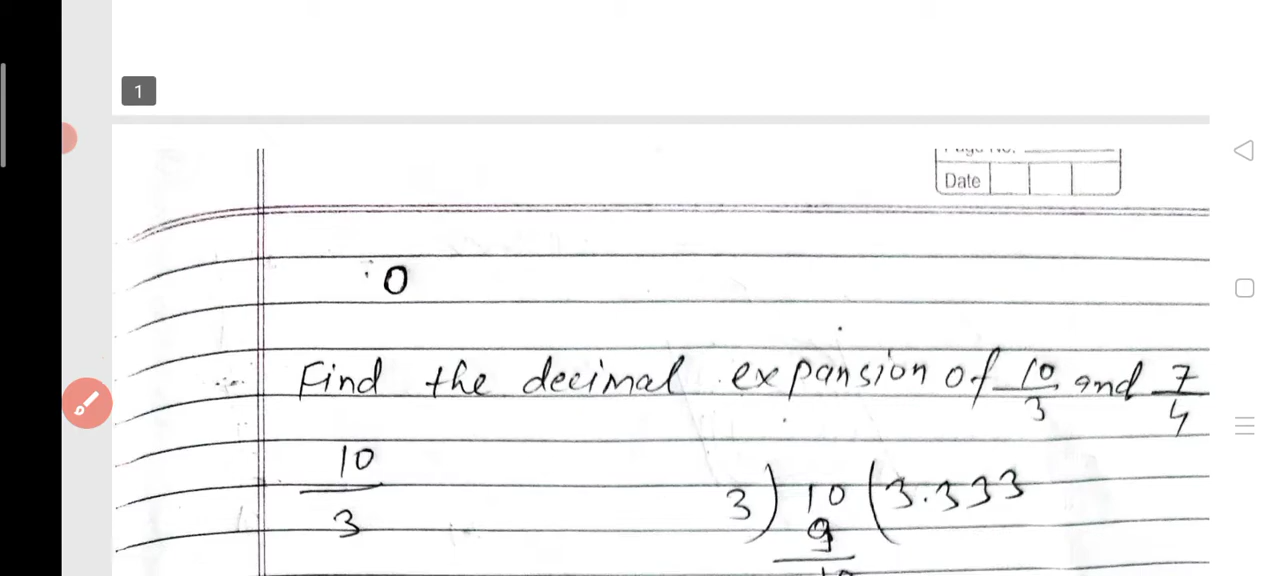 1
Date
0
Find the decimal expansion of 10/3 and 7/4
10/3
3) 10 (3.333
9
10